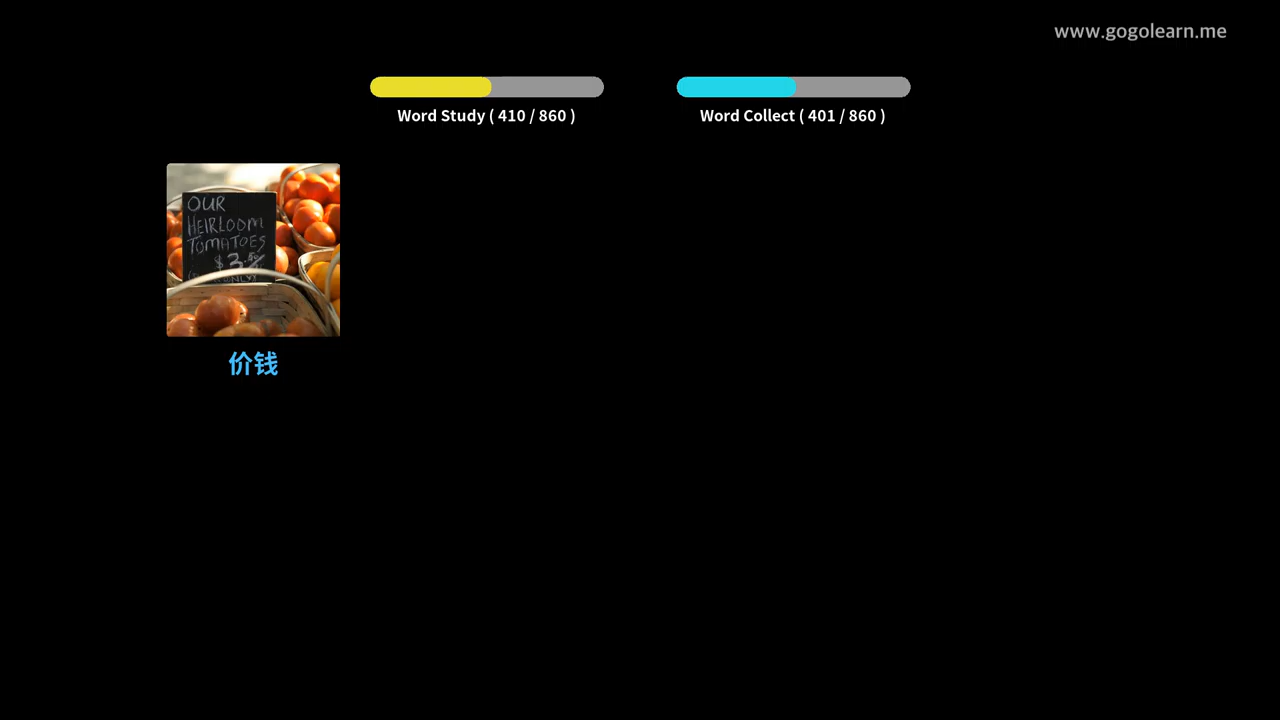 www.gogolearn.me
Word Study ( 410 / 860 )
Word Collect ( 401 / 860 )
OUR
HEIRLOOM
TOMATOES
价钱